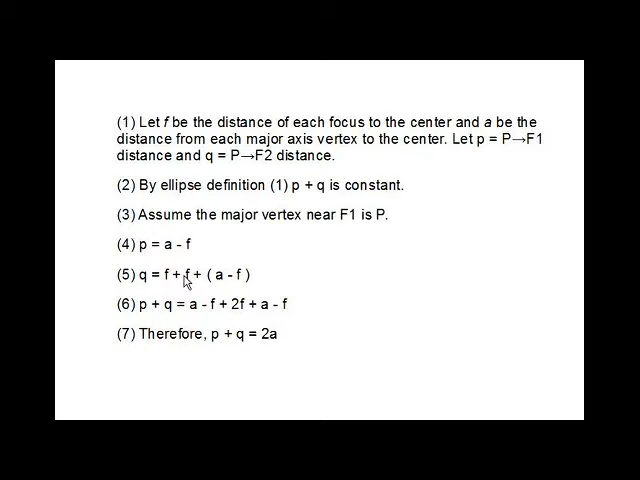 (1) Let f be the distance of each focus to the center and a be the
distance from each major axis vertex to the center. Let p = P→F1
distance and q = P→F2 distance.
(2) By ellipse definition (1) p + q is constant.
(3) Assume the major vertex near F1 is P.
(4) p = a - f
(5) q = f + f + ( a - f )
(6) p + q = a - f + 2f + a - f
(7) Therefore, p + q = 2a